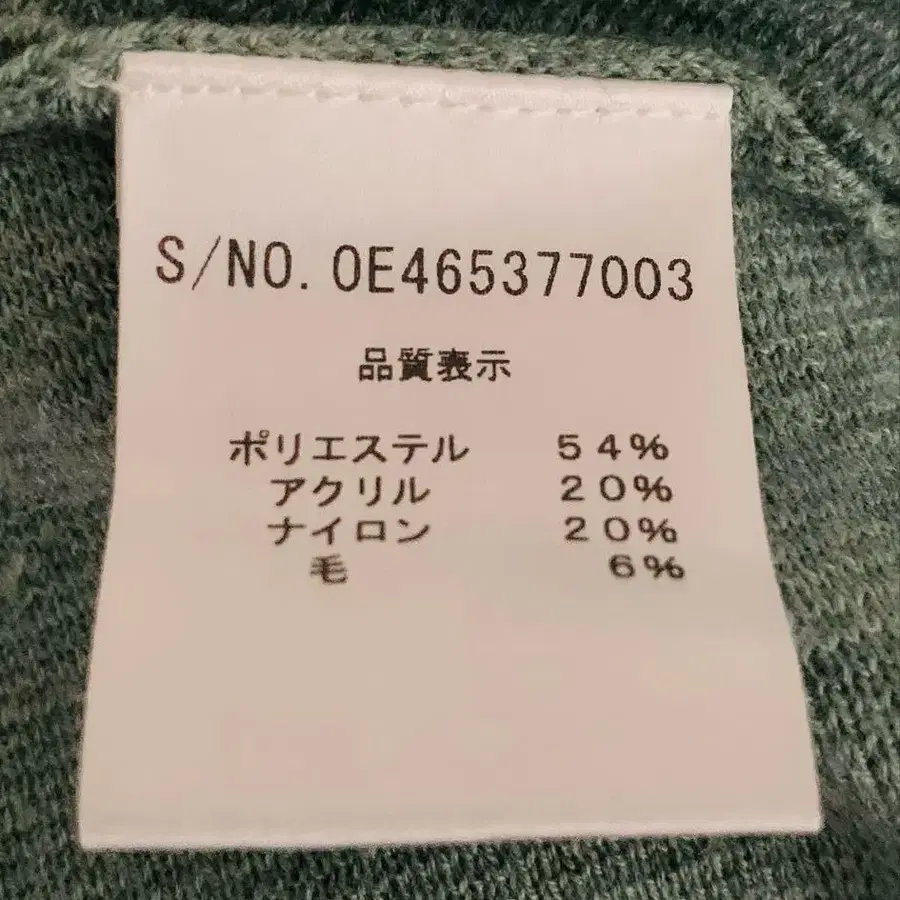 S/NO. OE465377003
品質表示
ポリエステル 54%
アクリル 20%
ナイロン 20%
毛 6%